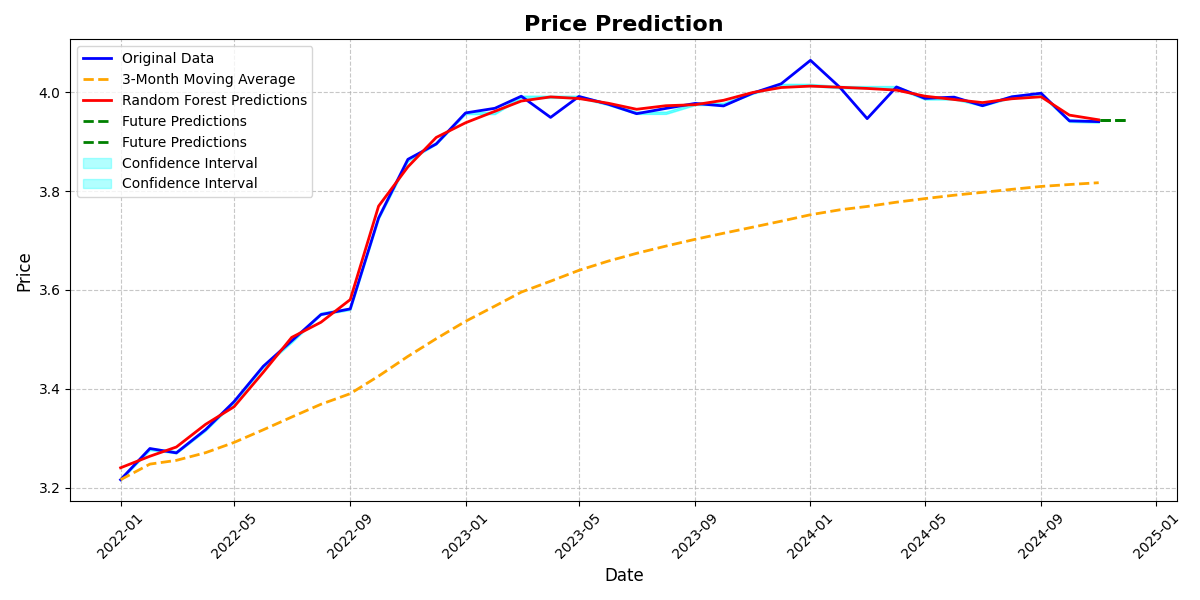 Price Prediction
Original Data
3-Month Moving Average
Random Forest Predictions
Future Predictions
Future Predictions
Confidence Interval
Confidence Interval
4.0
3.8
3.6
3.4
3.2
Price
2022-01
2022-05
2022-09
2023-01
2023-05
2023-09
2024-01
2024-05
2024-09
2025-01
Date